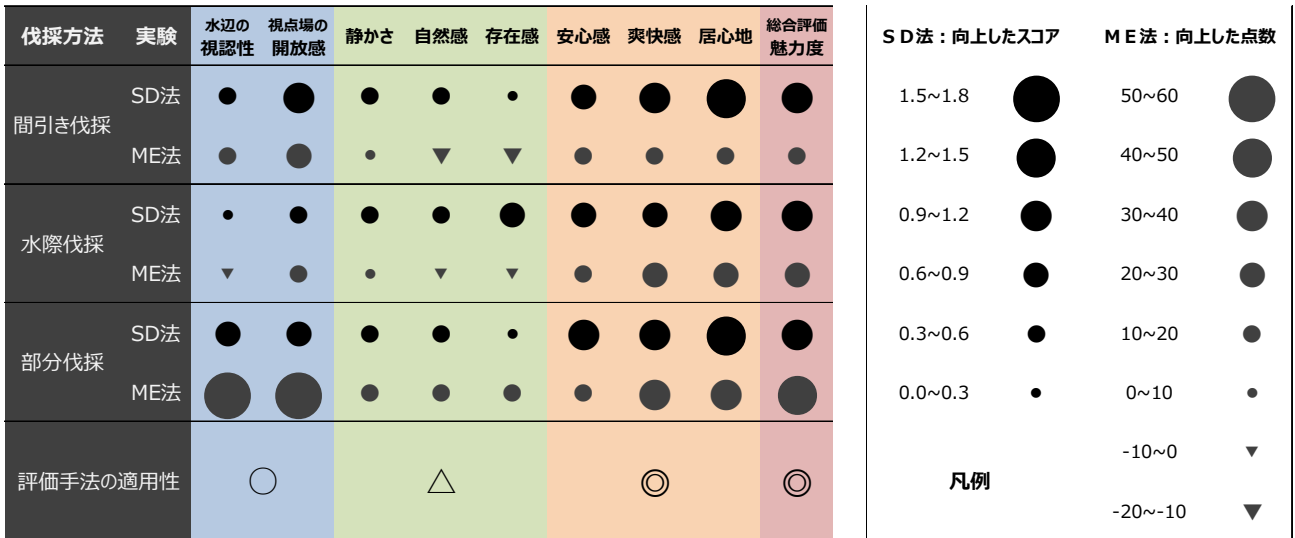 伐採方法 実験 水辺の視認性 視点場の開放感 静かさ 自然感 存在感 安心感 爽快感 居心地 総合評価魅力度
間引き伐採
SD法
ME法
水際伐採
SD法
ME法
部分伐採
SD法
ME法
評価手法の適用性 ○ △ ◎ ◎
SD法：向上したスコア ME法：向上した点数
1.5~1.8 50~60
1.2~1.5 40~50
0.9~1.2 30~40
0.6~0.9 20~30
0.3~0.6 10~20
0.0~0.3 0~10
-10~0
凡例
-20~-10